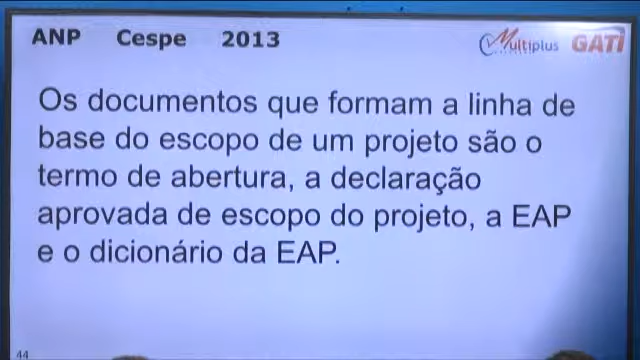 ANP Cespe 2013
Multiplus GATI
Os documentos que formam a linha de
base do escopo de um projeto são o
termo de abertura, a declaração
aprovada de escopo do projeto, a EAP
e o dicionário da EAP.
44